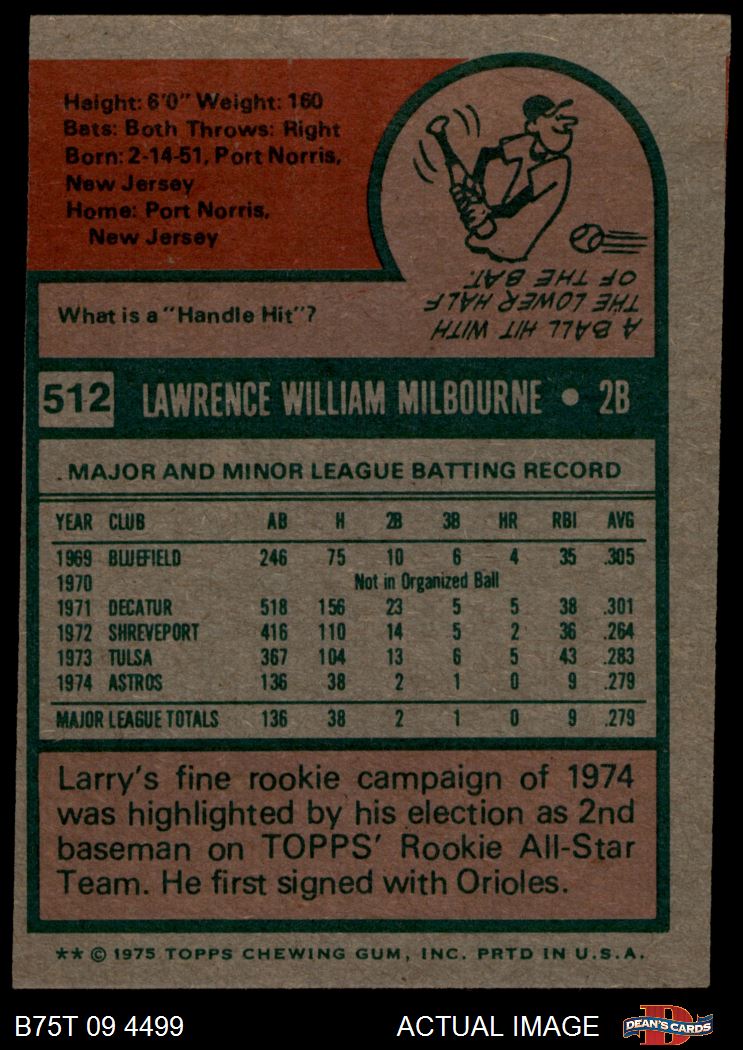 Height: 6'0" Weight: 160
Bats: Both Throws: Right
Born: 2-14-51, Port Norris,
New Jersey
Home: Port Norris,
New Jersey
What is a "Handle Hit"?
A BALL HIT WITH
THE LOWER HALF
OF THE BAT.
512 LAWRENCE WILLIAM MILBOURNE • 2B
MAJOR AND MINOR LEAGUE BATTING RECORD
YEAR CLUB AB H 2B 3B HR RBI AVG
1969 BLUEFIELD 246 75 10 6 4 35 .305
1970 Not in Organized Ball
1971 DECATUR 518 156 23 5 5 38 .301
1972 SHREVEPORT 416 110 14 5 2 36 .264
1973 TULSA 367 104 13 6 5 43 .283
1974 ASTROS 136 38 2 1 0 9 .279
MAJOR LEAGUE TOTALS 136 38 2 1 0 9 .279
Larry's fine rookie campaign of 1974
was highlighted by his election as 2nd
baseman on TOPPS' Rookie All-Star
Team. He first signed with Orioles.
** © 1975 TOPPS CHEWING GUM, INC. PRTD IN U.S.A.
B75T 09 4499 ACTUAL IMAGE D DEAN'S CARDS